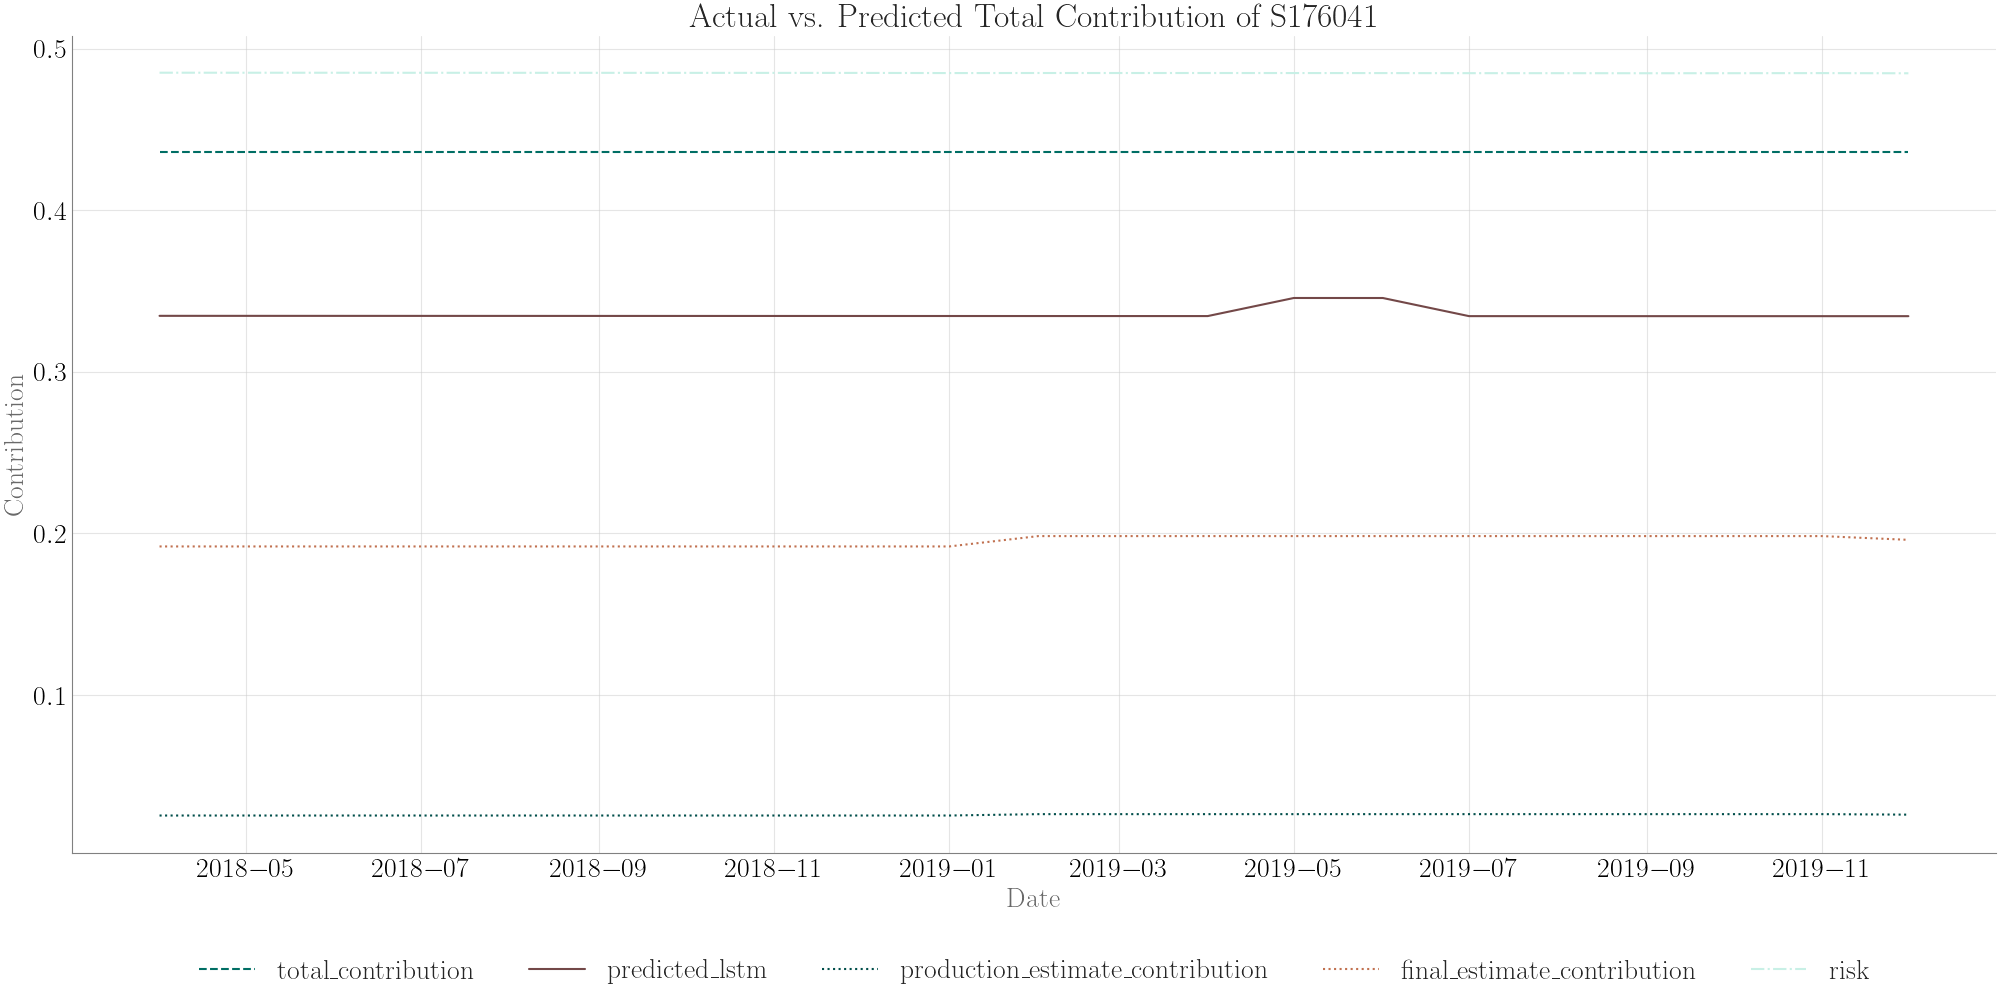 Actual vs. Predicted Total Contribution of S176041
0.5
0.4
0.3
0.2
0.1
Contribution
2018–05 2018–07 2018–09 2018–11 2019–01 2019–03 2019–05 2019–07 2019–09 2019–11
Date
total_contribution predicted_lstm production_estimate_contribution final_estimate_contribution risk